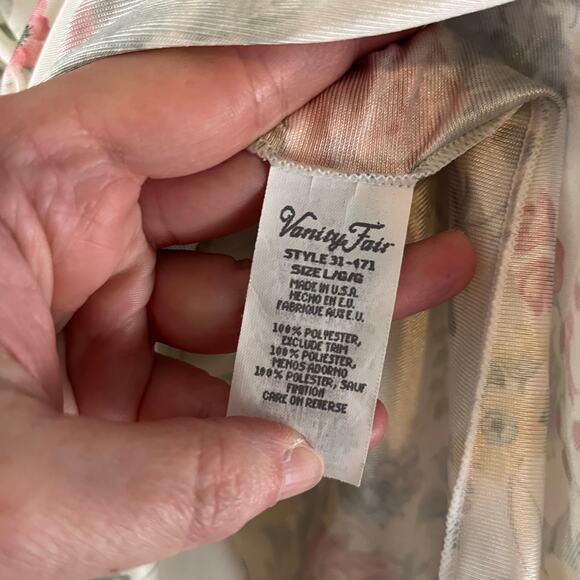 Vanity Fair
STYLE 31-471
SIZE L/G/G
MADE IN U.S.A.
HECHO EN E.U.
FABRIQUE AUX E.U.
100% POLYESTER,
EXCLUDE TRIM
100% POLIESTER,
MENOS ADORNO
100% POLESTER, SAUF
FINITION
CARE ON REVERSE